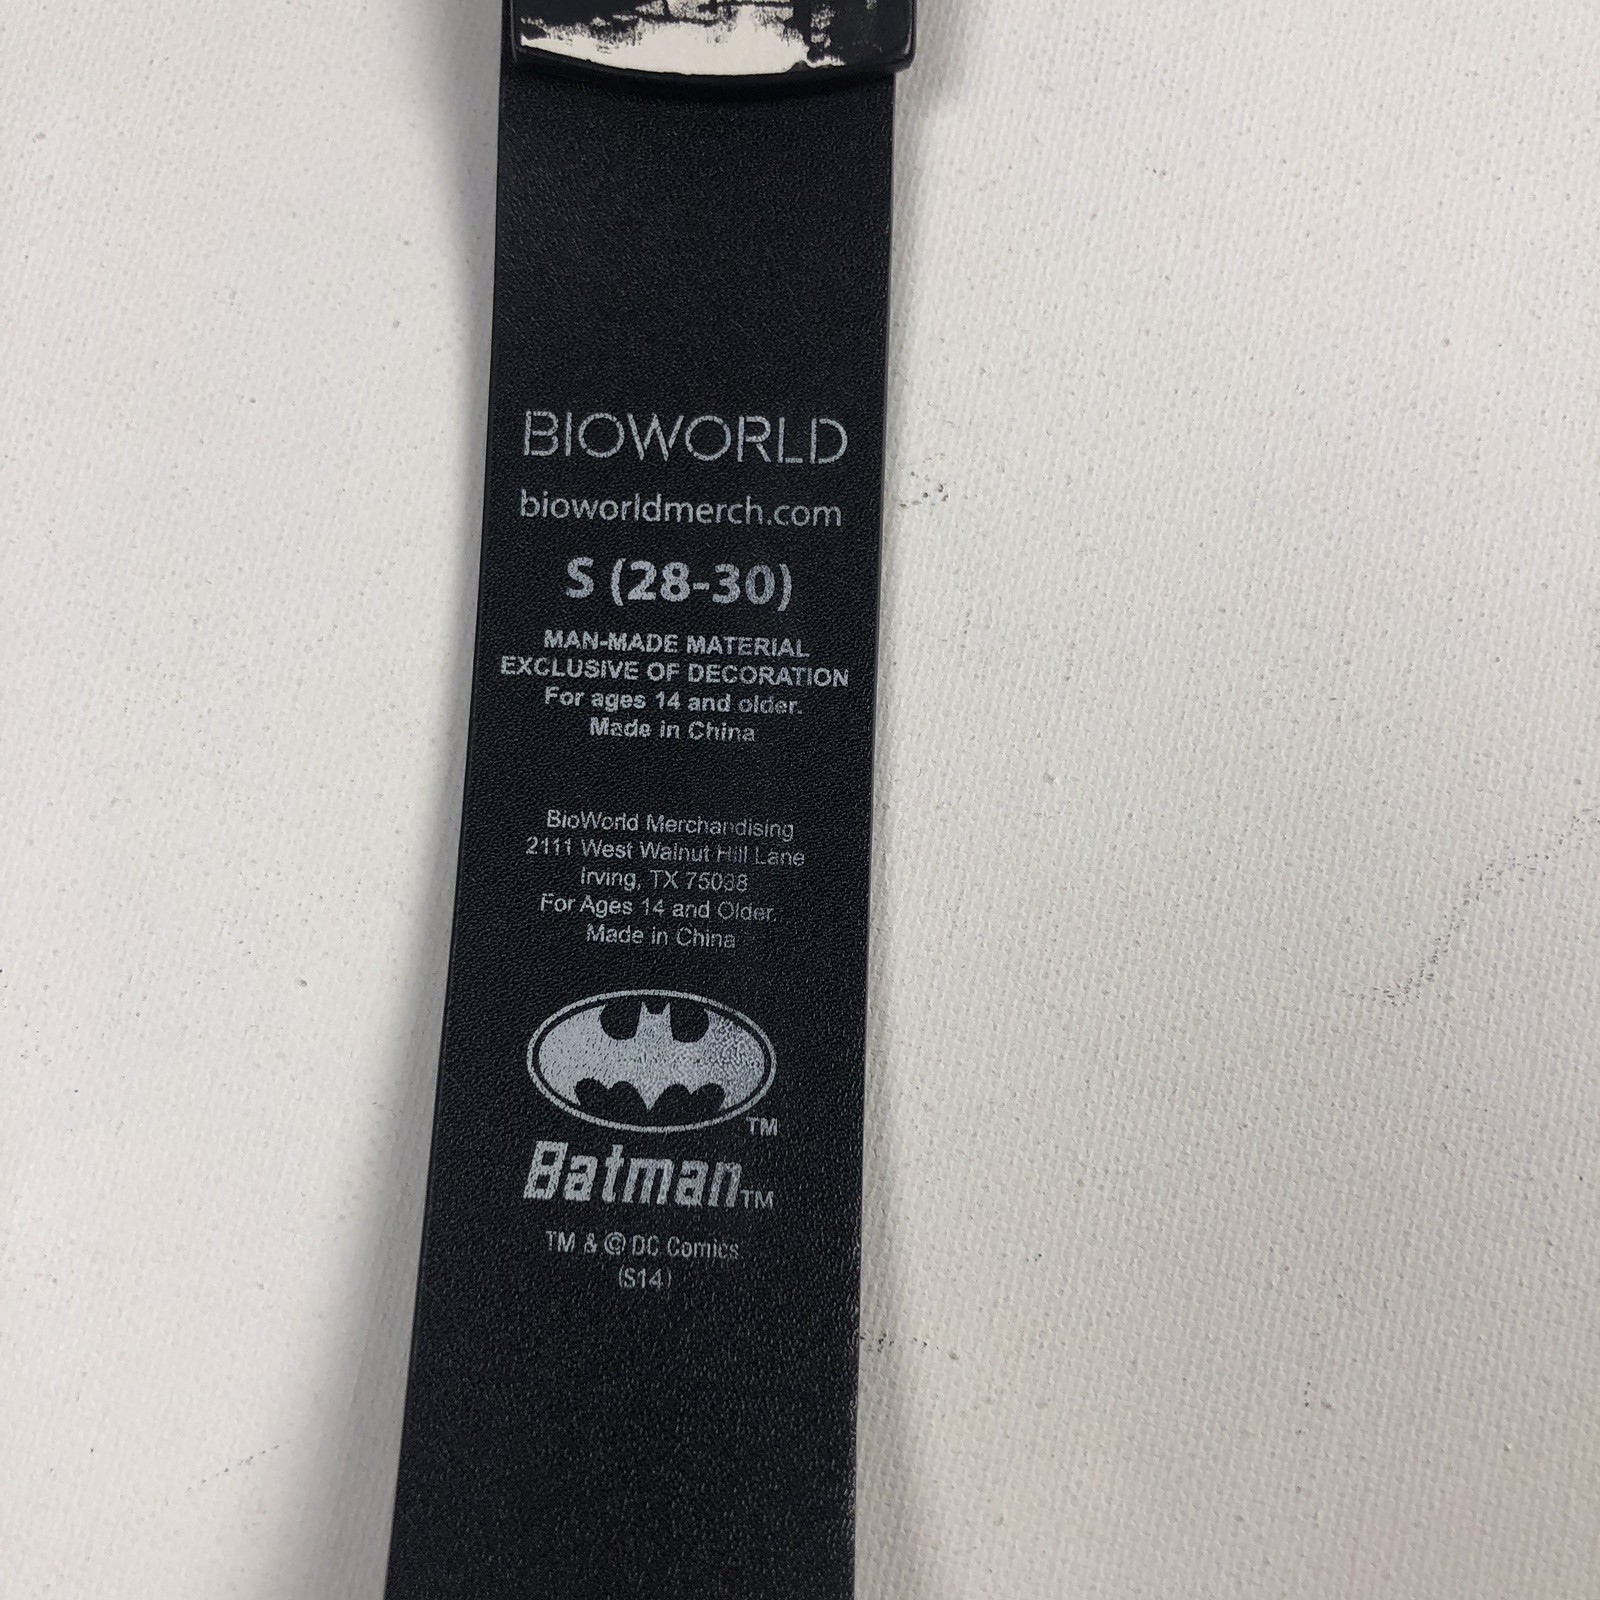 BIOWORLD
bioworldmerch.com
S (28-30)
MAN-MADE MATERIAL
EXCLUSIVE OF DECORATION
For ages 14 and older.
Made in China
BioWorld Merchandising
2111 West Walnut Hill Lane
Irving, TX 75038
For Ages 14 and Older.
Made in China
TM
Batman TM
TM & © DC Comics
(S14)